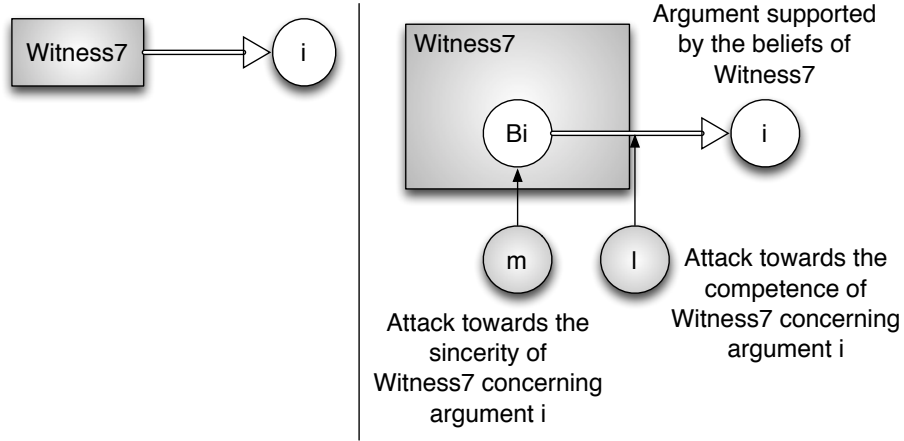 Witness7
i
Argument supported
by the beliefs of
Witness7
Witness7
Bi
i
m
l
Attack towards the
sincerity of
Witness7 concerning
argument i
Attack towards the
competence of
Witness7 concerning
argument i